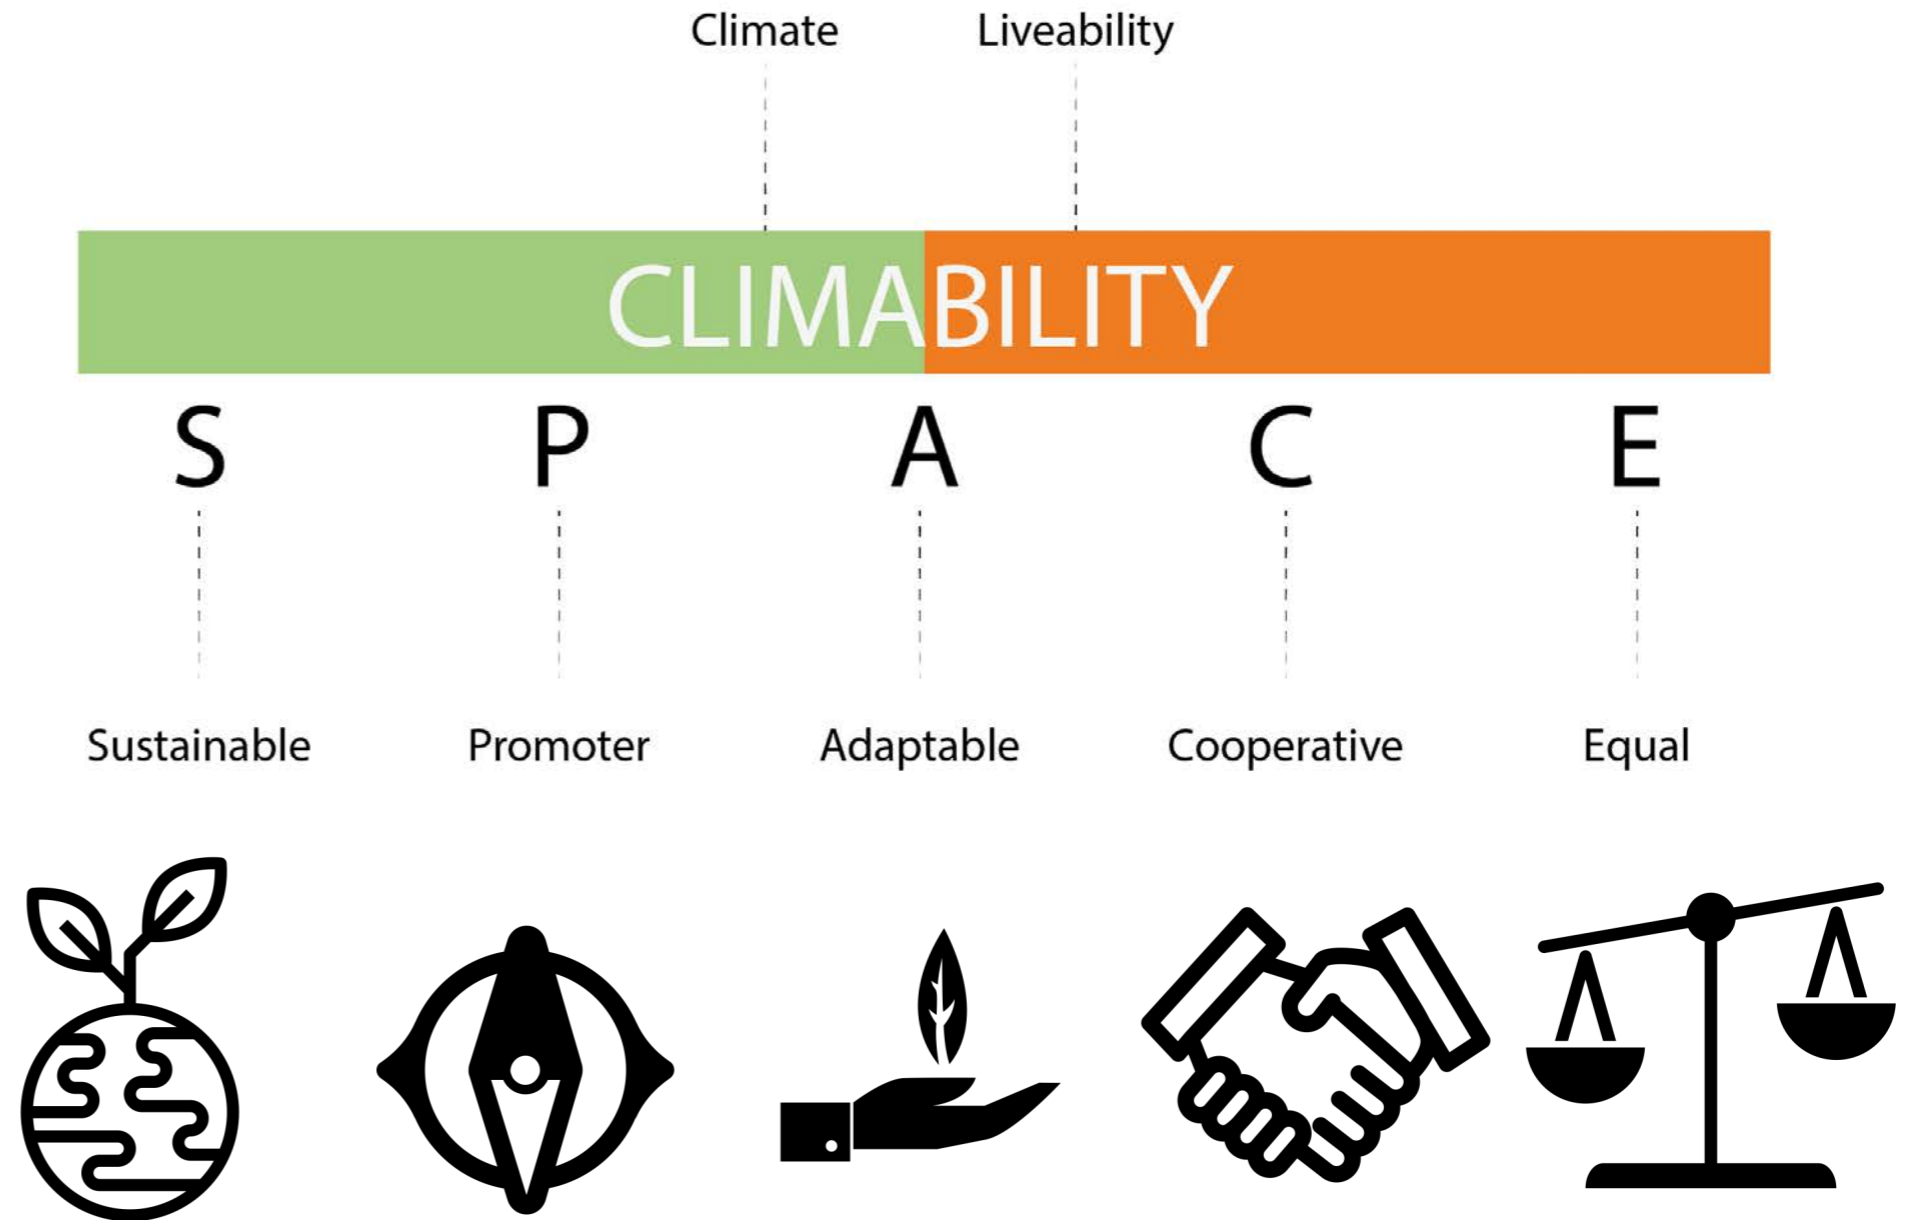 Climate Liveability
CLIMABILITY
S P A C E
Sustainable Promoter Adaptable Cooperative Equal